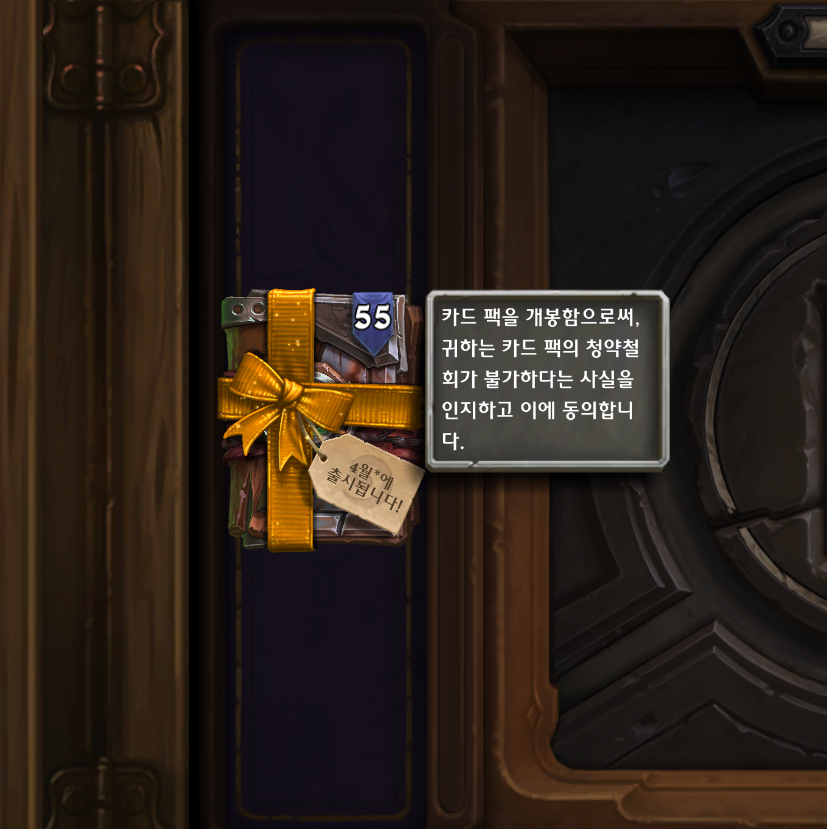 55
카드 팩을 개봉함으로써,
귀하는 카드 팩의 청약철
회가 불가하다는 사실을
인지하고 이에 동의합니
다.
4월*에
출시됩니다!